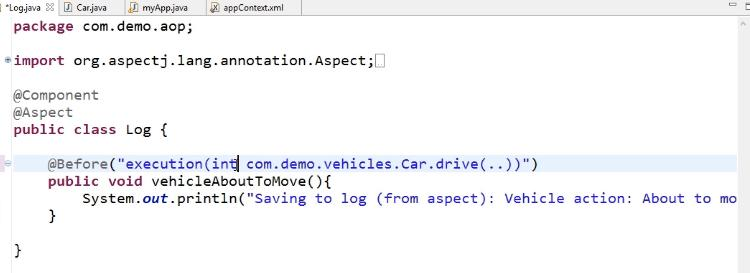 *Log.java Car.java myApp.java appContext.xml
package com.demo.aop;
import org.aspectj.lang.annotation.Aspect;
@Component
@Aspect
public class Log {
@Before("execution(int com.demo.vehicles.Car.drive(..))")
public void vehicleAboutToMove(){
System.out.println("Saving to log (from aspect): Vehicle action: About to mo
}
}